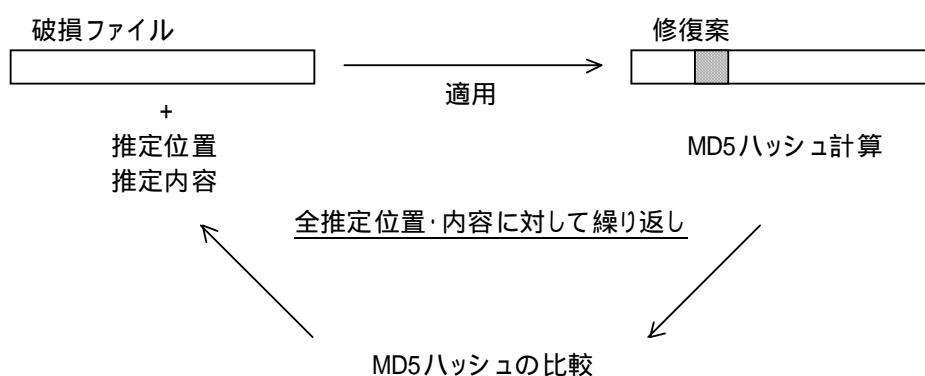 破損ファイル
修復案
適用
+
推定位置
推定内容
MD5ハッシュ計算
全推定位置・内容に対して繰り返し
MD5ハッシュの比較